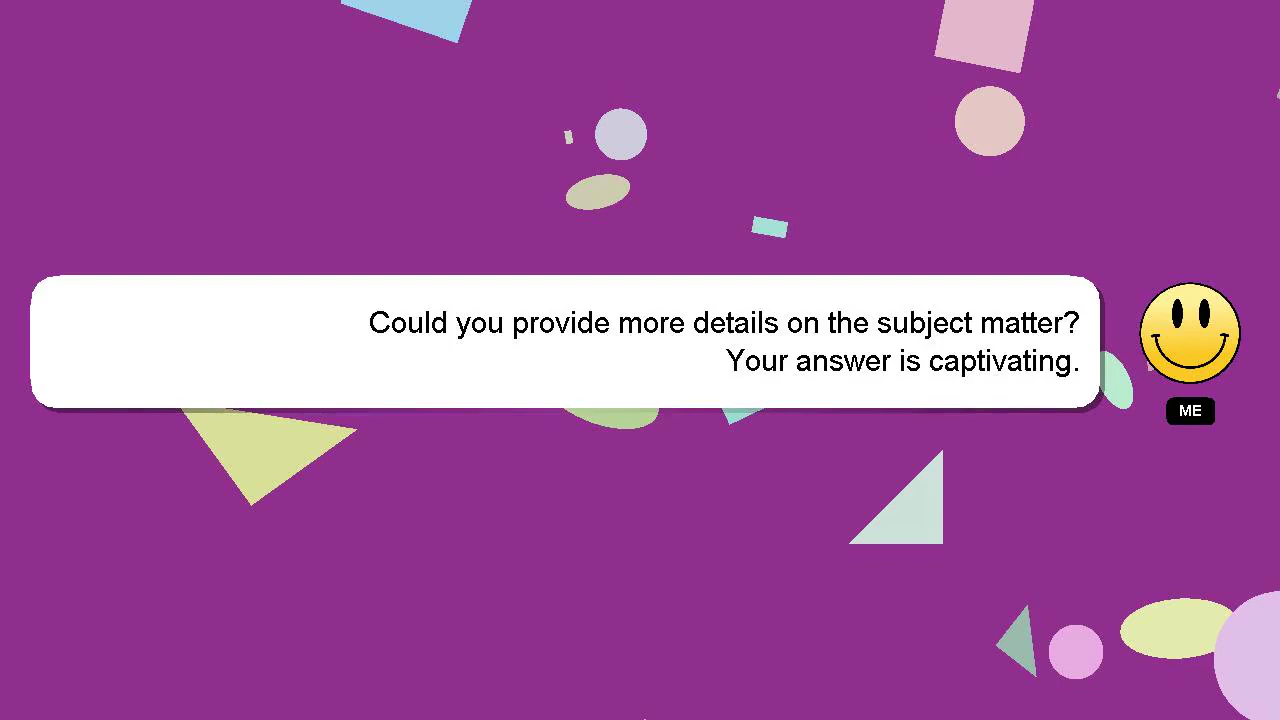 Could you provide more details on the subject matter?
Your answer is captivating.
ME